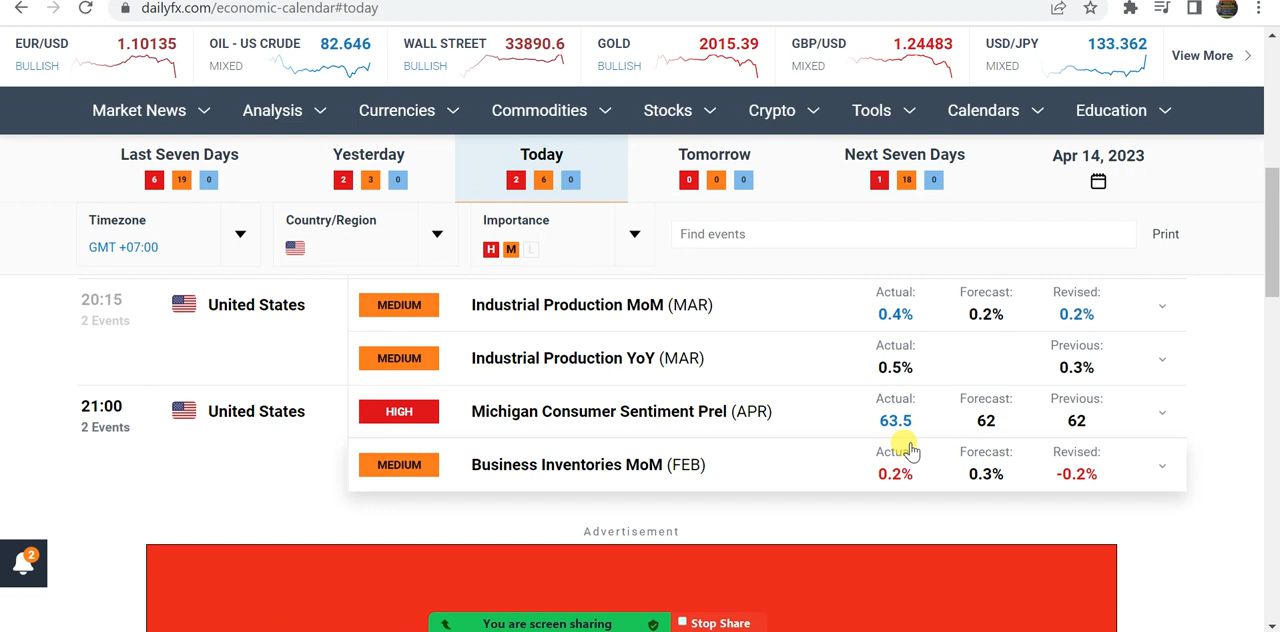 dailyfx.com/economic-calendar#today
EUR/USD 1.10135 OIL - US CRUDE 82.646 WALL STREET 33890.6 GOLD 2015.39 GBP/USD 1.24483 USD/JPY 133.362 View More
BULLISH MIXED BULLISH BULLISH MIXED MIXED
Market News Analysis Currencies Commodities Stocks Crypto Tools Calendars Education
Last Seven Days Yesterday Today Tomorrow Next Seven Days Apr 14, 2023
6 19 0 2 3 0 2 6 0 0 0 0 1 18 0
Timezone Country/Region Importance
Find events Print
GMT +07:00 H M L
20:15 United States MEDIUM Industrial Production MoM (MAR) Actual: Forecast: Revised:
2 Events 0.4% 0.2% 0.2%
MEDIUM Industrial Production YoY (MAR) Actual: Previous:
0.5% 0.3%
21:00 United States HIGH Michigan Consumer Sentiment Prel (APR) Actual: Forecast: Previous:
2 Events 63.5 62 62
MEDIUM Business Inventories MoM (FEB) Actual: Forecast: Revised:
0.2% 0.3% -0.2%
Advertisement
2
You are screen sharing Stop Share